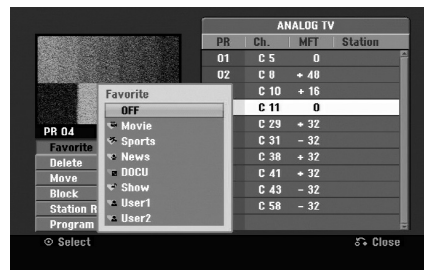 ANALOG TV
PR Ch. MFT Station
01 C 5 0
02 C 8 + 48
C 10 + 16
C 11 0
C 29 + 32
C 31 - 32
C 38 + 32
C 41 + 32
C 43 - 32
C 58 - 32
PR 04
Favorite
Delete
Move
Block
Station R
Program
Favorite
OFF
Movie
Sports
News
DOCU
Show
User1
User2
Select
Close